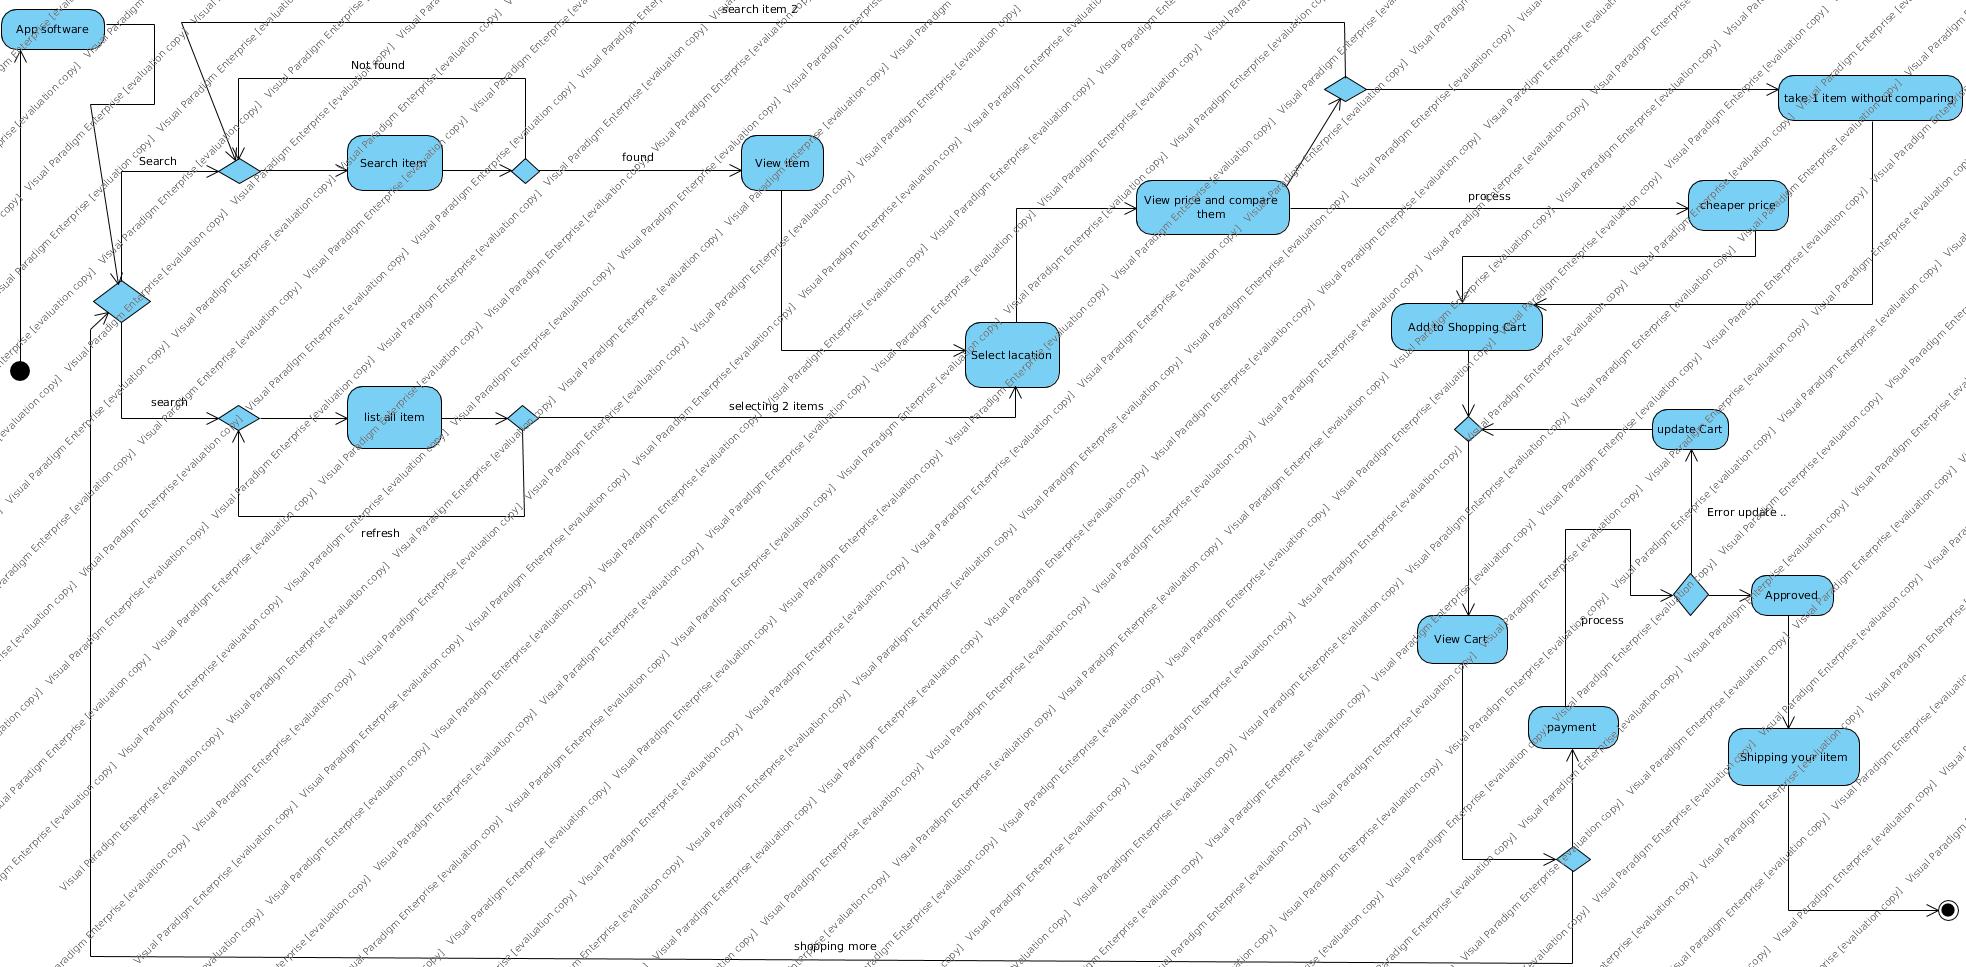 search item 2
App software
Not found
take 1 item without comparing
Search
Search item
found
View item
View price and compare
them
process
cheaper price
Add to Shopping Cart
Select lacation
search
list all item
selecting 2 items
update Cart
refresh
Error update ..
Approved
process
View Cart
payment
Shipping your iitem
shopping more
Visual Paradigm Enterprise [evaluation copy]